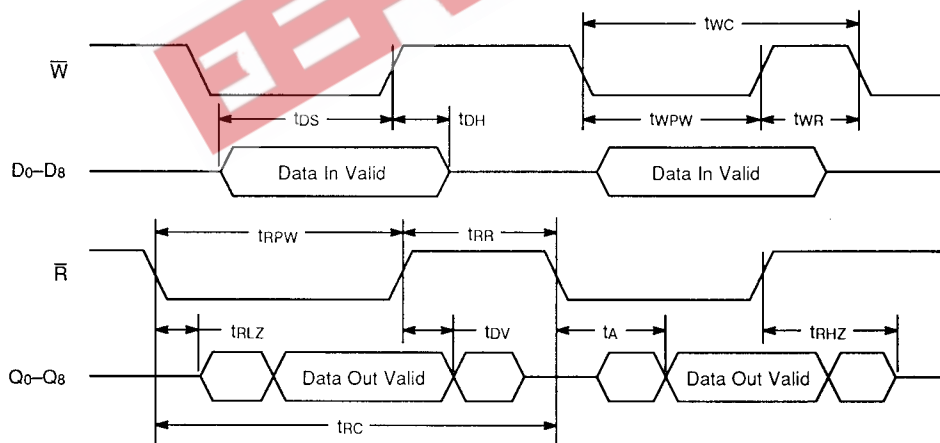 tWC
W
tDS
tDH
tWPW
tWR
D0–D8
Data In Valid
Data In Valid
tRPW
tRR
R
tRLZ
tDV
tA
tRHZ
Q0–Q8
Data Out Valid
Data Out Valid
tRC